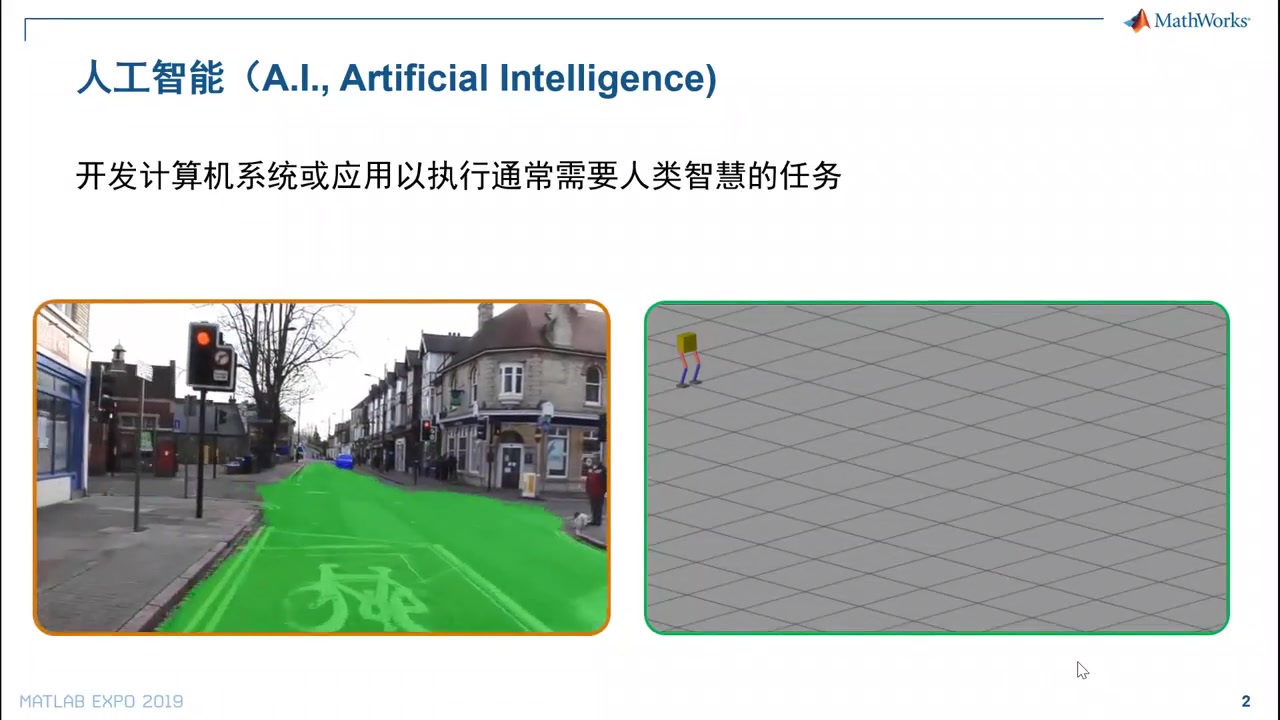 MathWorks
人工智能（A.I., Artificial Intelligence)
开发计算机系统或应用以执行通常需要人类智慧的任务
MATLAB EXPO 2019
2